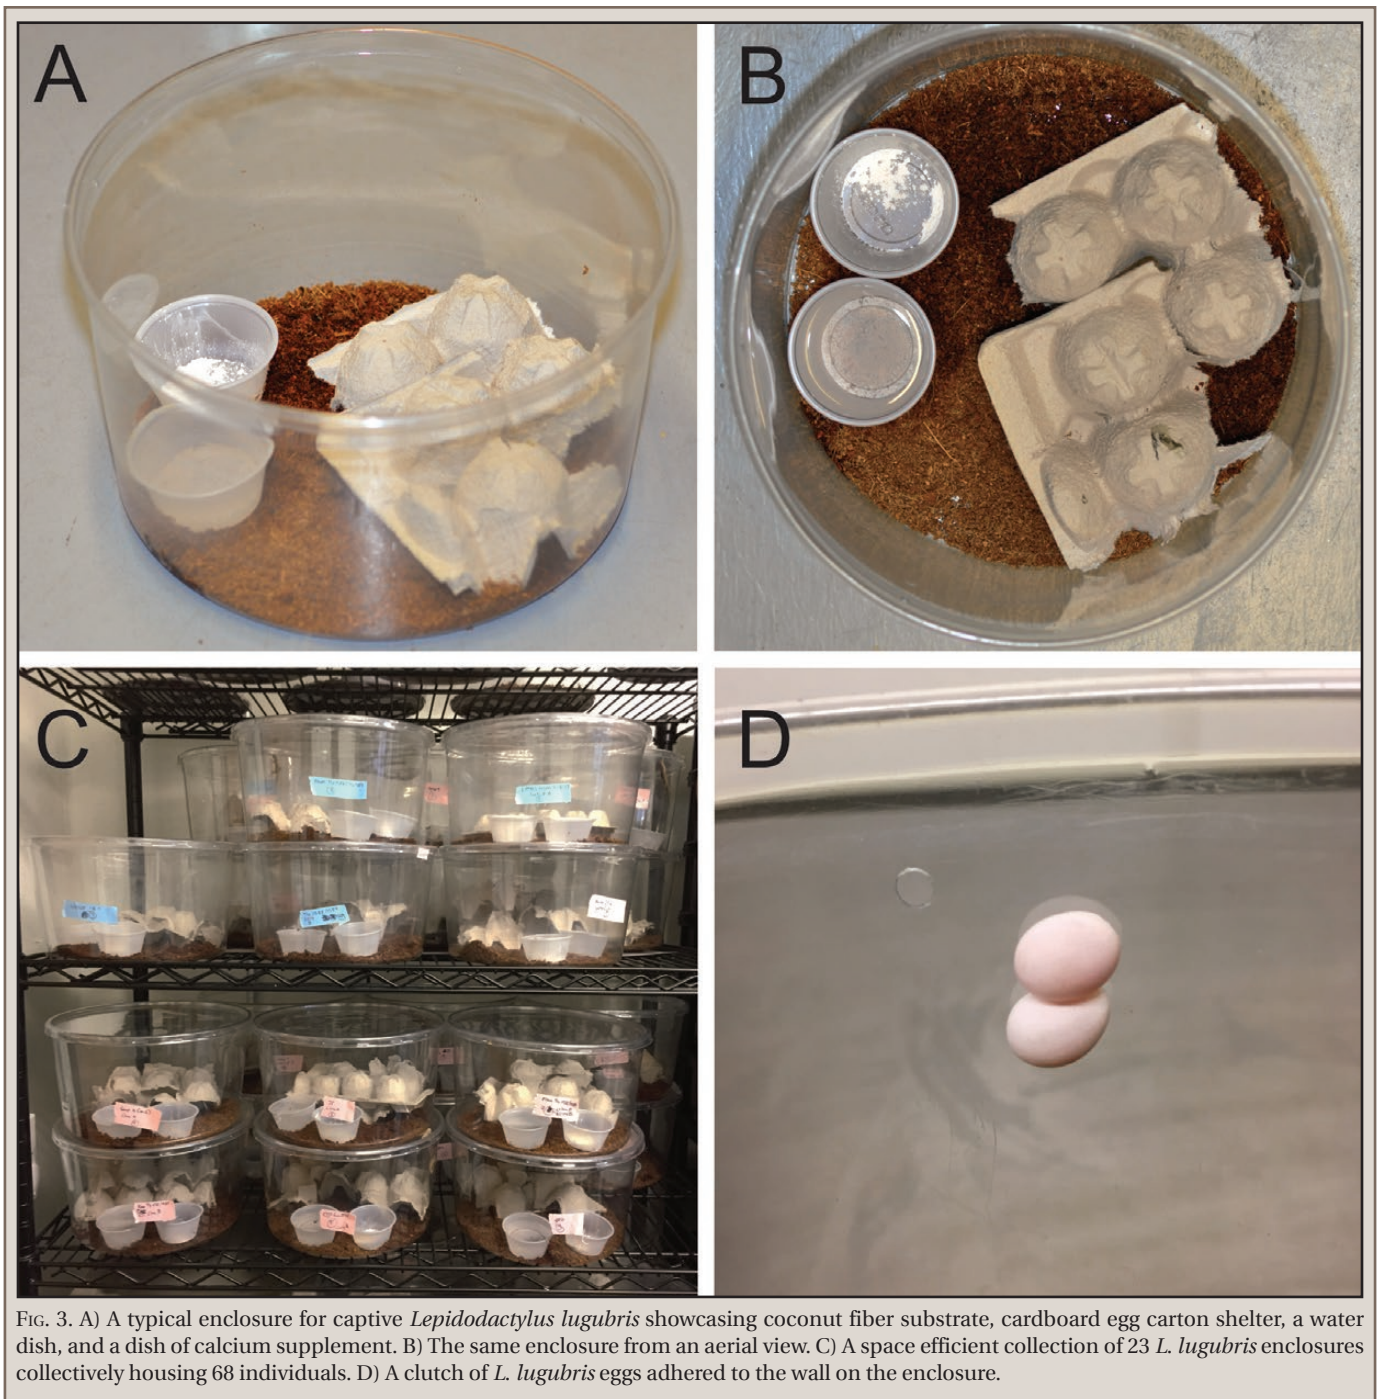 A
B
C
D
FIG. 3. A) A typical enclosure for captive Lepidodactylus lugubris showcasing coconut fiber substrate, cardboard egg carton shelter, a water
dish, and a dish of calcium supplement. B) The same enclosure from an aerial view. C) A space efficient collection of 23 L. lugubris enclosures
collectively housing 68 individuals. D) A clutch of L. lugubris eggs adhered to the wall on the enclosure.